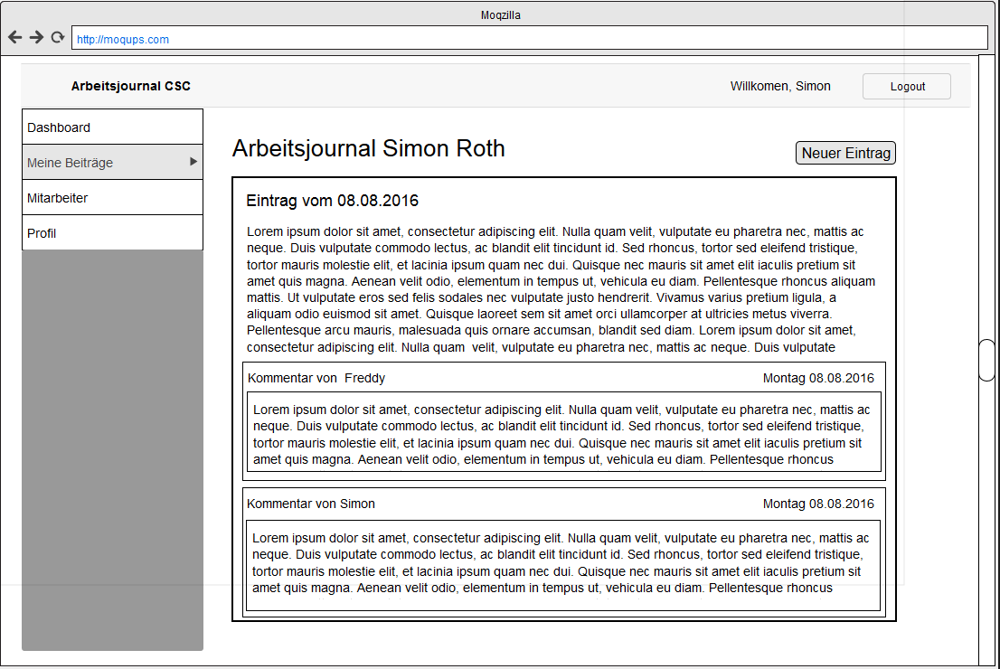 Moqzilla
http://moqups.com
Arbeitsjournal CSC
Willkomen, Simon
Logout
Dashboard
Meine Beiträge
Mitarbeiter
Profil
Arbeitsjournal Simon Roth
Neuer Eintrag
Eintrag vom 08.08.2016
Lorem ipsum dolor sit amet, consectetur adipiscing elit. Nulla quam velit, vulputate eu pharetra nec, mattis ac
neque. Duis vulputate commodo lectus, ac blandit elit tincidunt id. Sed rhoncus, tortor sed eleifend tristique,
tortor mauris molestie elit, et lacinia ipsum quam nec dui. Quisque nec mauris sit amet elit iaculis pretium sit
amet quis magna. Aenean velit odio, elementum in tempus ut, vehicula eu diam. Pellentesque rhoncus aliquam
mattis. Ut vulputate eros sed felis sodales nec vulputate justo hendrerit. Vivamus varius pretium ligula, a
aliquam odio euismod sit amet. Quisque laoreet sem sit amet orci ullamcorper at ultricies metus viverra.
Pellentesque arcu mauris, malesuada quis ornare accumsan, blandit sed diam. Lorem ipsum dolor sit amet,
consectetur adipiscing elit. Nulla quam  velit, vulputate eu pharetra nec, mattis ac neque. Duis vulputate
Kommentar von  Freddy
Montag 08.08.2016
Lorem ipsum dolor sit amet, consectetur adipiscing elit. Nulla quam velit, vulputate eu pharetra nec, mattis ac
neque. Duis vulputate commodo lectus, ac blandit elit tincidunt id. Sed rhoncus, tortor sed eleifend tristique,
tortor mauris molestie elit, et lacinia ipsum quam nec dui. Quisque nec mauris sit amet elit iaculis pretium sit
amet quis magna. Aenean velit odio, elementum in tempus ut, vehicula eu diam. Pellentesque rhoncus
Kommentar von Simon
Montag 08.08.2016
Lorem ipsum dolor sit amet, consectetur adipiscing elit. Nulla quam velit, vulputate eu pharetra nec, mattis ac
neque. Duis vulputate commodo lectus, ac blandit elit tincidunt id. Sed rhoncus, tortor sed eleifend tristique,
tortor mauris molestie elit, et lacinia ipsum quam nec dui. Quisque nec mauris sit amet elit iaculis pretium sit
amet quis magna. Aenean velit odio, elementum in tempus ut, vehicula eu diam. Pellentesque rhoncus